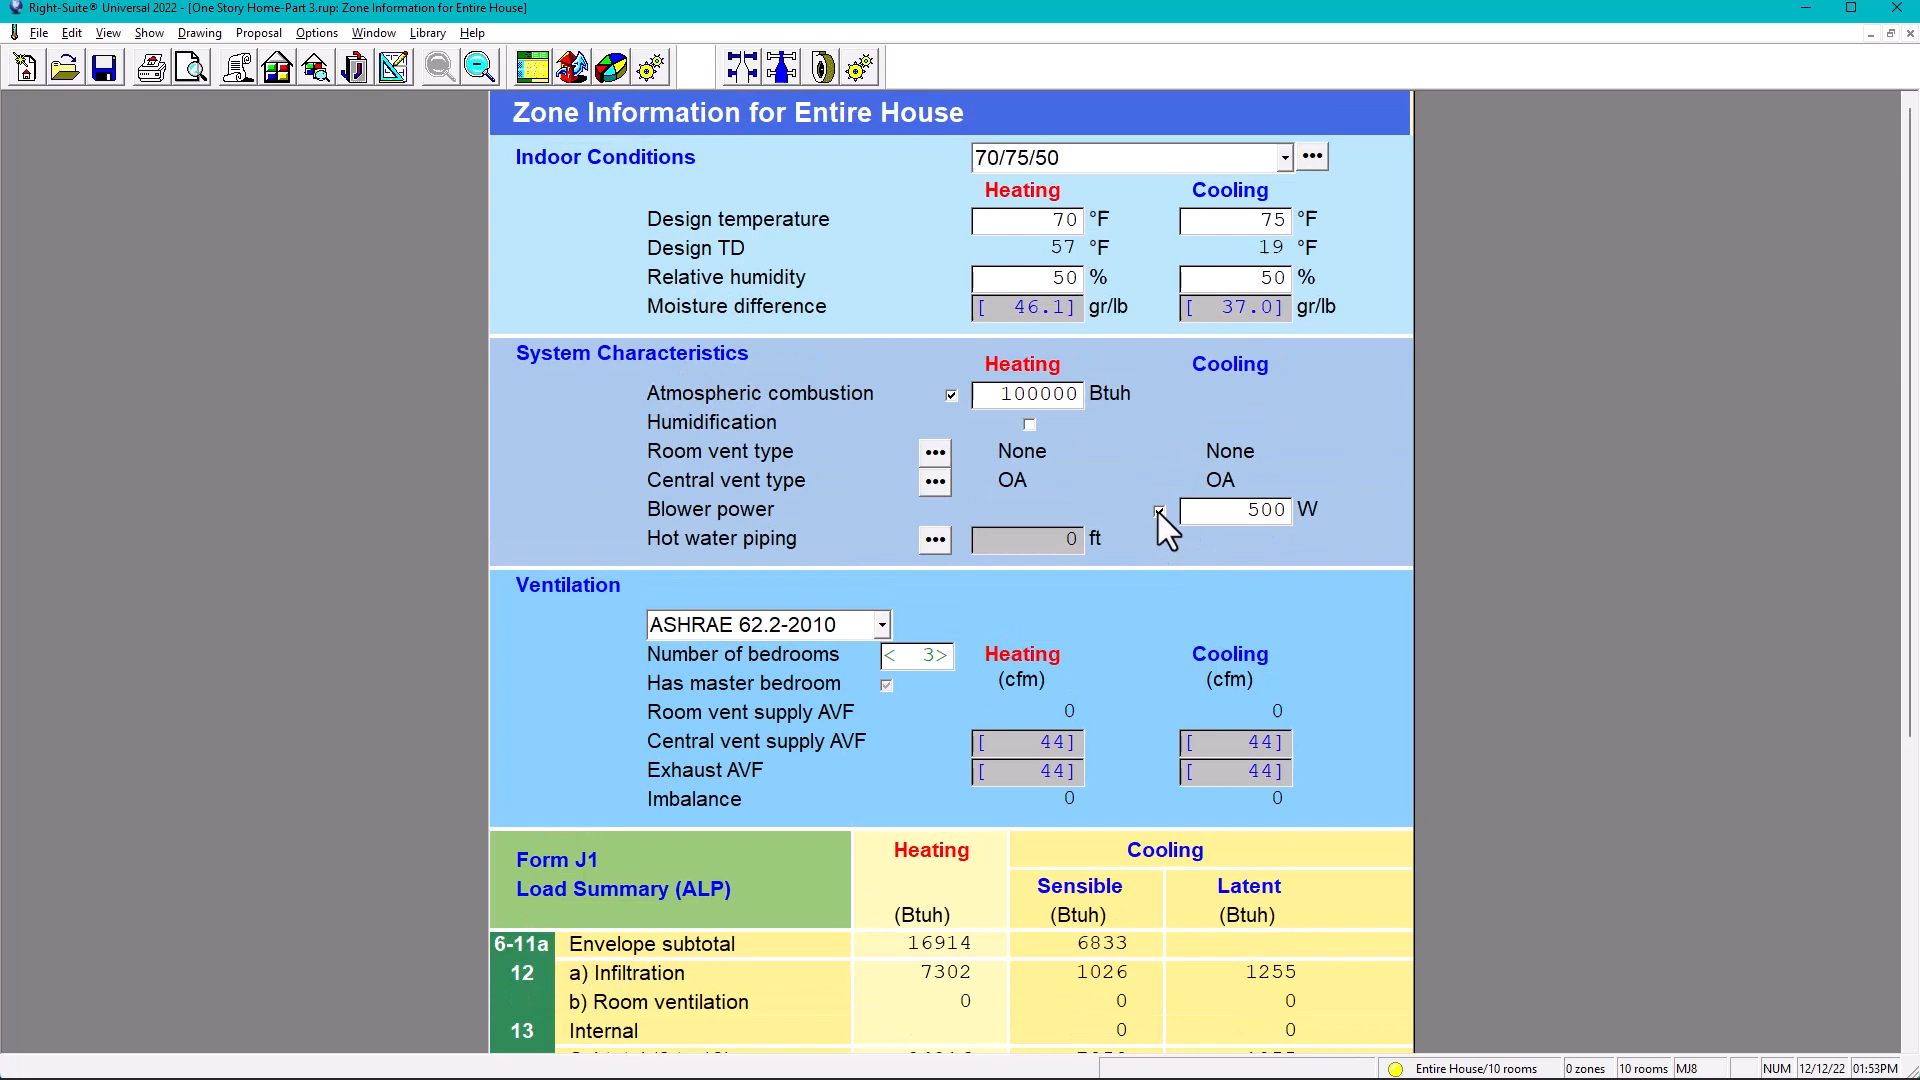 Right-Suite® Universal 2022 - [One Story Home-Part 3.rup: Zone Information for Entire House]
File Edit View Show Drawing Proposal Options Window Library Help
Zone Information for Entire House
Indoor Conditions 70/75/50
Heating Cooling
Design temperature 70 °F 75 °F
Design TD 57 °F 19 °F
Relative humidity 50 % 50 %
Moisture difference [ 46.1] gr/lb [ 37.0] gr/lb
System Characteristics
Heating Cooling
Atmospheric combustion 100000 Btuh
Humidification
Room vent type ••• None None
Central vent type ••• OA OA
Blower power 500 W
Hot water piping ••• 0 ft
Ventilation
ASHRAE 62.2-2010
Number of bedrooms < 3> Heating Cooling
Has master bedroom (cfm) (cfm)
Room vent supply AVF 0 0
Central vent supply AVF [ 44] [ 44]
Exhaust AVF [ 44] [ 44]
Imbalance 0 0
Heating Cooling
Form J1
Load Summary (ALP) Sensible Latent
(Btuh) (Btuh) (Btuh)
6-11a Envelope subtotal 16914 6833
12 a) Infiltration 7302 1026 1255
b) Room ventilation 0 0 0
13 Internal 0 0
Entire House/10 rooms 0 zones 10 rooms MJ8 NUM 12/12/22 01:53PM